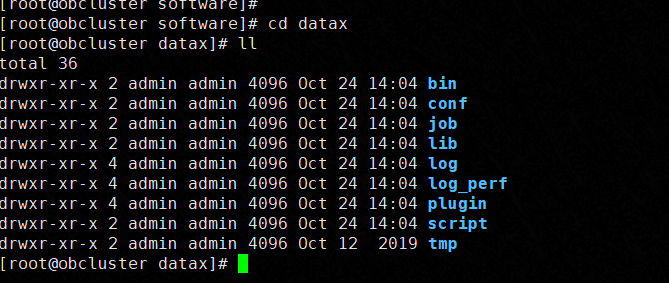 [root@obcluster software]#
[root@obcluster software]# cd datax
[root@obcluster datax]# ll
total 36
drwxr-xr-x 2 admin admin 4096 Oct 24 14:04 bin
drwxr-xr-x 2 admin admin 4096 Oct 24 14:04 conf
drwxr-xr-x 2 admin admin 4096 Oct 24 14:04 job
drwxr-xr-x 2 admin admin 4096 Oct 24 14:04 lib
drwxr-xr-x 4 admin admin 4096 Oct 24 14:04 log
drwxr-xr-x 4 admin admin 4096 Oct 24 14:04 log_perf
drwxr-xr-x 4 admin admin 4096 Oct 24 14:04 plugin
drwxr-xr-x 2 admin admin 4096 Oct 24 14:04 script
drwxr-xr-x 2 admin admin 4096 Oct 12  2019 tmp
[root@obcluster datax]#